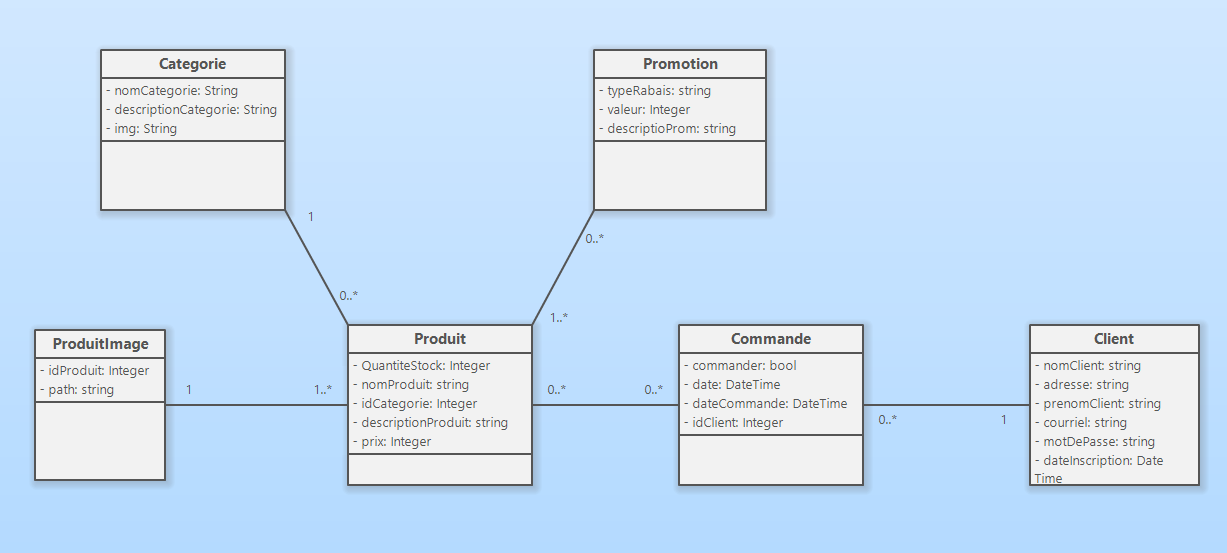 Categorie
- nomCategorie: String
- descriptionCategorie: String
- img: String
Promotion
- typeRabais: string
- valeur: Integer
- descriptioProm: string
1
0..*
0..*
1..*
ProduitImage
- idProduit: Integer
- path: string
1
1..*
Produit
- QuantiteStock: Integer
- nomProduit: string
- idCategorie: Integer
- descriptionProduit: string
- prix: Integer
0..*
0..*
Commande
- commander: bool
- date: DateTime
- dateCommande: DateTime
- idClient: Integer
0..*
1
Client
- nomClient: string
- adresse: string
- prenomClient: string
- courriel: string
- motDePasse: string
- dateInscription: Date
Time